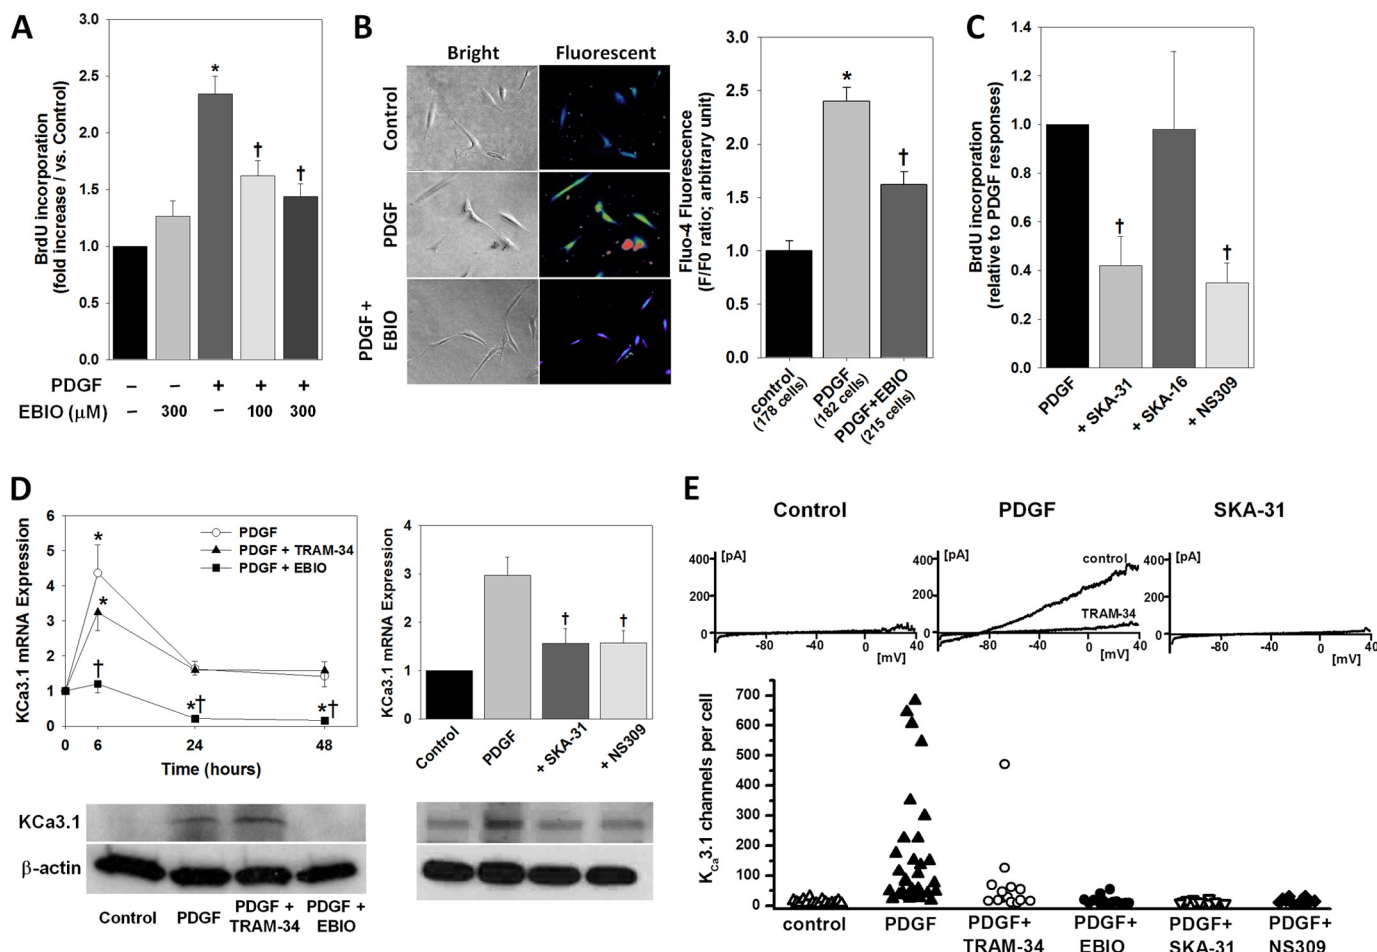 A
BrdU incorporation
(fold increase / vs. Control)
3.0
2.5
2.0
1.5
1.0
0.5
0.0
*
†
†
PDGF – – + + +
EBIO (µM) – 300 – 100 300
B
Bright Fluorescent
Control
PDGF
PDGF +
EBIO
Fluo-4 Fluorescence
(F/F0 ratio; arbitrary unit)
3.0
2.5
2.0
1.5
1.0
0.5
0.0
*
†
control
(178 cells)
PDGF
(182 cells)
PDGF+EBIO
(215 cells)
C
BrdU incorporation
(relative to PDGF responses)
1.4
1.2
1.0
0.8
0.6
0.4
0.2
0.0
†
†
PDGF
+ SKA-31
+ SKA-16
+ NS309
D
KCa3.1 mRNA Expression
6
5
4
3
2
1
0
PDGF
PDGF + TRAM-34
PDGF + EBIO
*
*
†
*†
*†
0 6 24 48
Time (hours)
KCa3.1 mRNA Expression
4
3
2
1
0
†
†
Control
PDGF
+ SKA-31
+ NS309
KCa3.1
β-actin
Control PDGF PDGF + TRAM-34 PDGF + EBIO
E
Control PDGF SKA-31
[pA]
400
200
0
-80 -40 0 40
[mV]
[pA]
400
200
0
control
TRAM-34
-80 -40 0 40
[mV]
[pA]
400
200
0
-80 -40 0 40
[mV]
KCa3.1 channels per cell
700
600
500
400
300
200
100
0
control PDGF PDGF+ PDGF+ PDGF+ PDGF+
TRAM-34 EBIO SKA-31 NS309